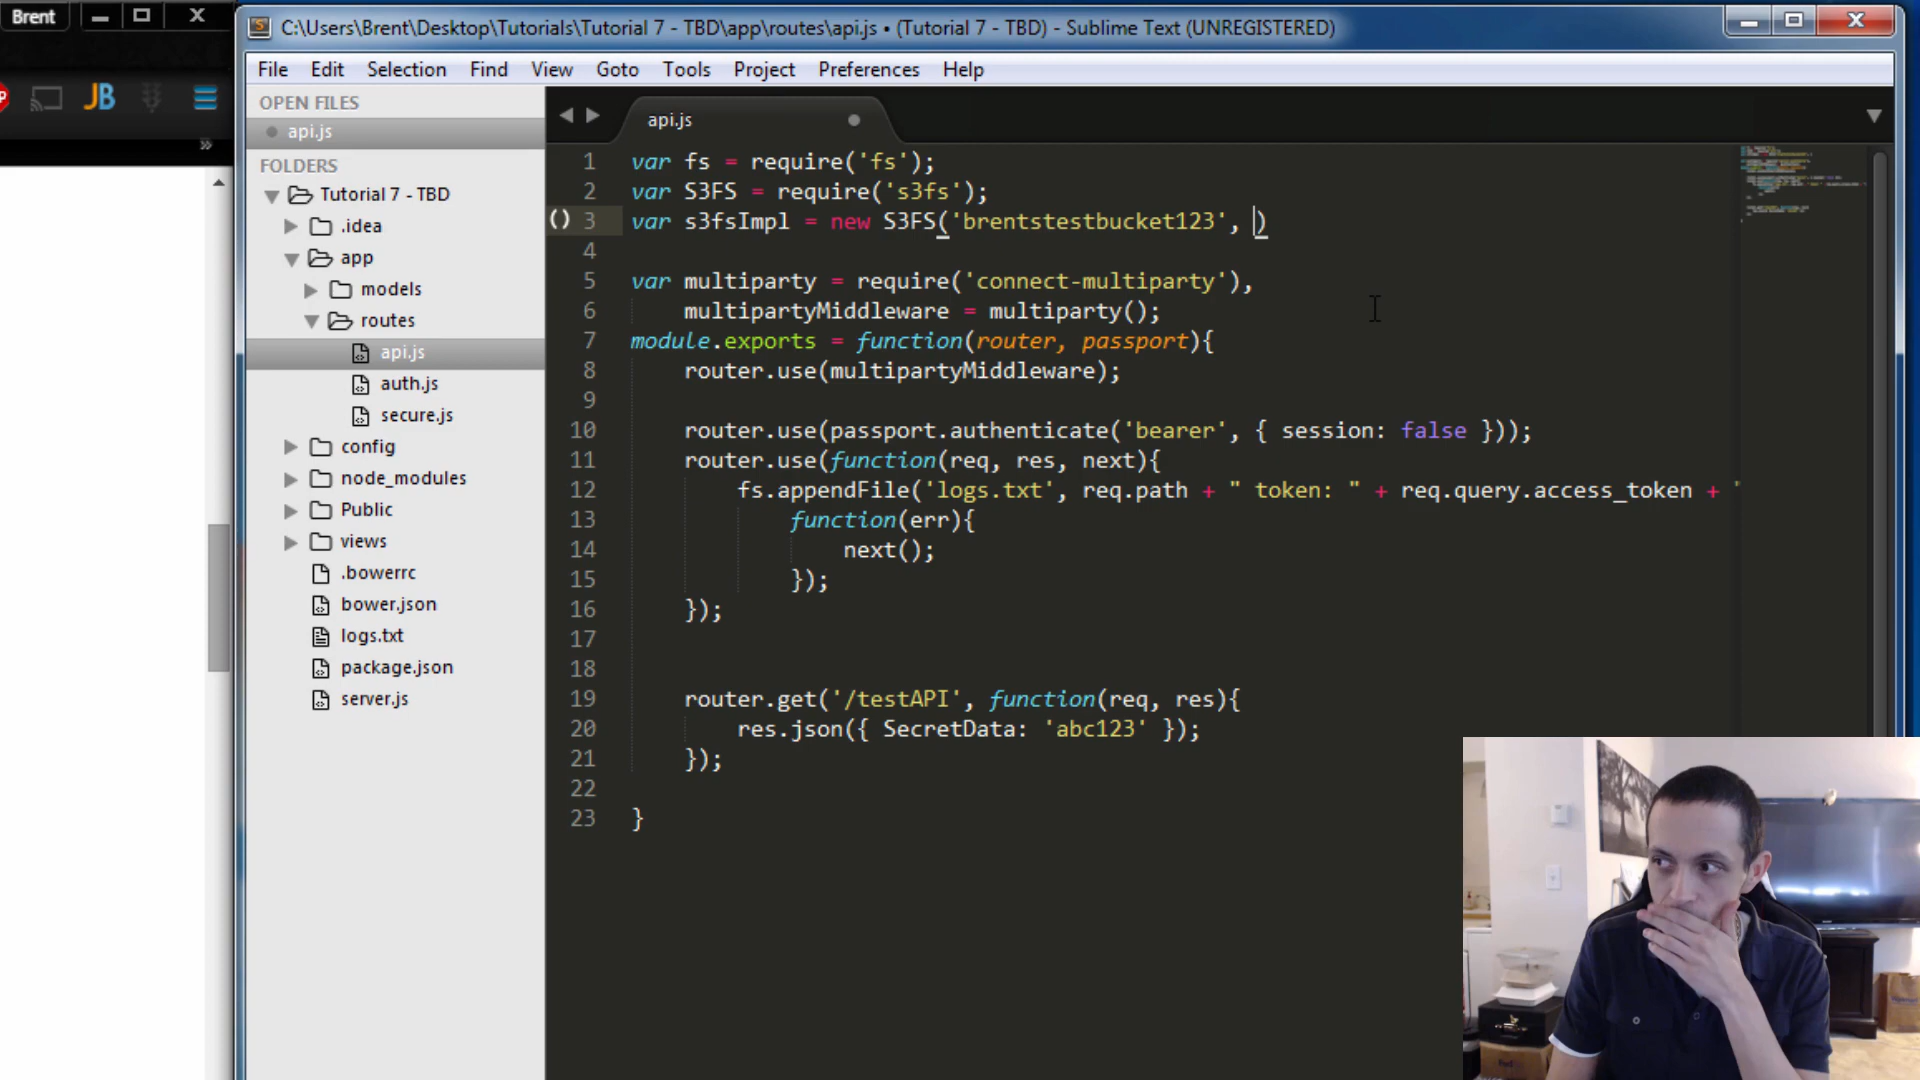 Brent
C:\Users\Brent\Desktop\Tutorials\Tutorial 7 - TBD\app\routes\api.js • (Tutorial 7 - TBD) - Sublime Text (UNREGISTERED)
File Edit Selection Find View Goto Tools Project Preferences Help
JB
OPEN FILES
api.js
FOLDERS
Tutorial 7 - TBD
.idea
app
models
routes
api.js
auth.js
secure.js
config
node_modules
Public
views
.bowerrc
bower.json
logs.txt
package.json
server.js
api.js
1 var fs = require('fs');
2 var S3FS = require('s3fs');
() 3 var s3fsImpl = new S3FS('brentstestbucket123', )
4
5 var multiparty = require('connect-multiparty'),
6 multipartyMiddleware = multiparty();
7 module.exports = function(router, passport){
8 router.use(multipartyMiddleware);
9
10 router.use(passport.authenticate('bearer', { session: false }));
11 router.use(function(req, res, next){
12 fs.appendFile('logs.txt', req.path + " token: " + req.query.access_token + "
13 function(err){
14 next();
15 });
16 });
17
18
19 router.get('/testAPI', function(req, res){
20 res.json({ SecretData: 'abc123' });
21 });
22
23 }